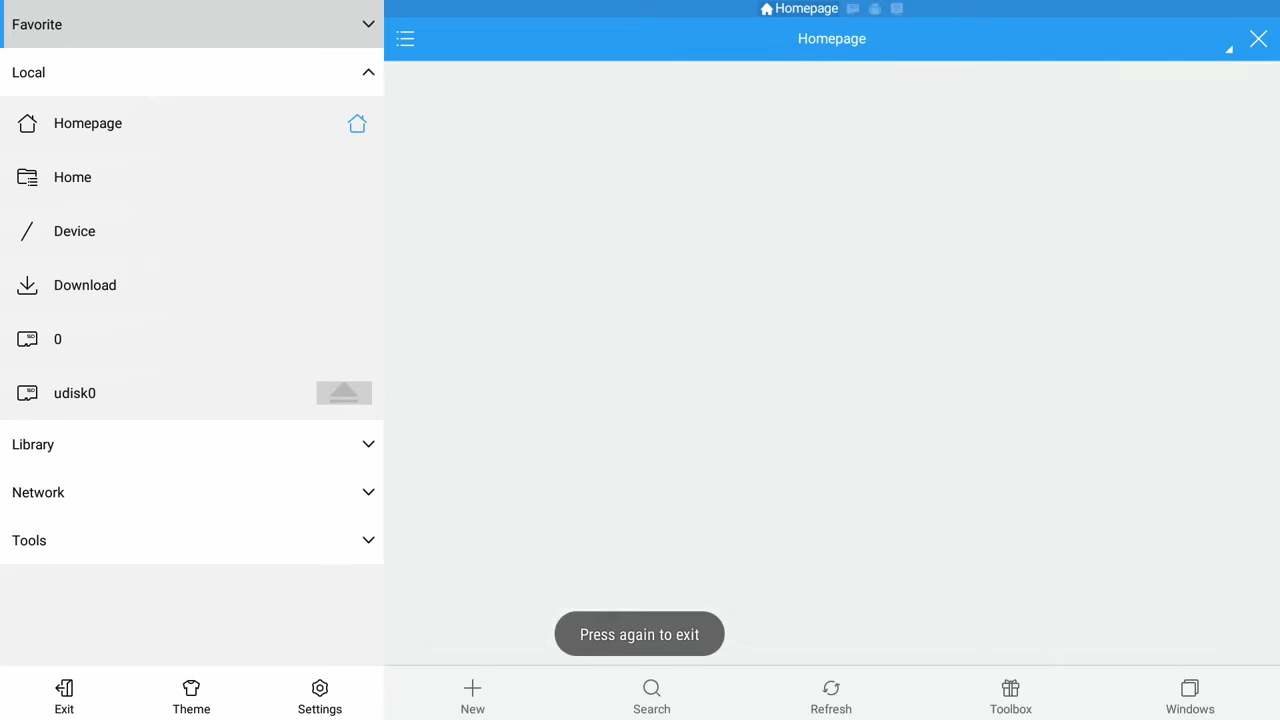 Favorite
Local
Homepage
Home
Device
Download
0
udisk0
Library
Network
Tools
Exit
Theme
Settings
Homepage
Homepage
Press again to exit
New
Search
Refresh
Toolbox
Windows